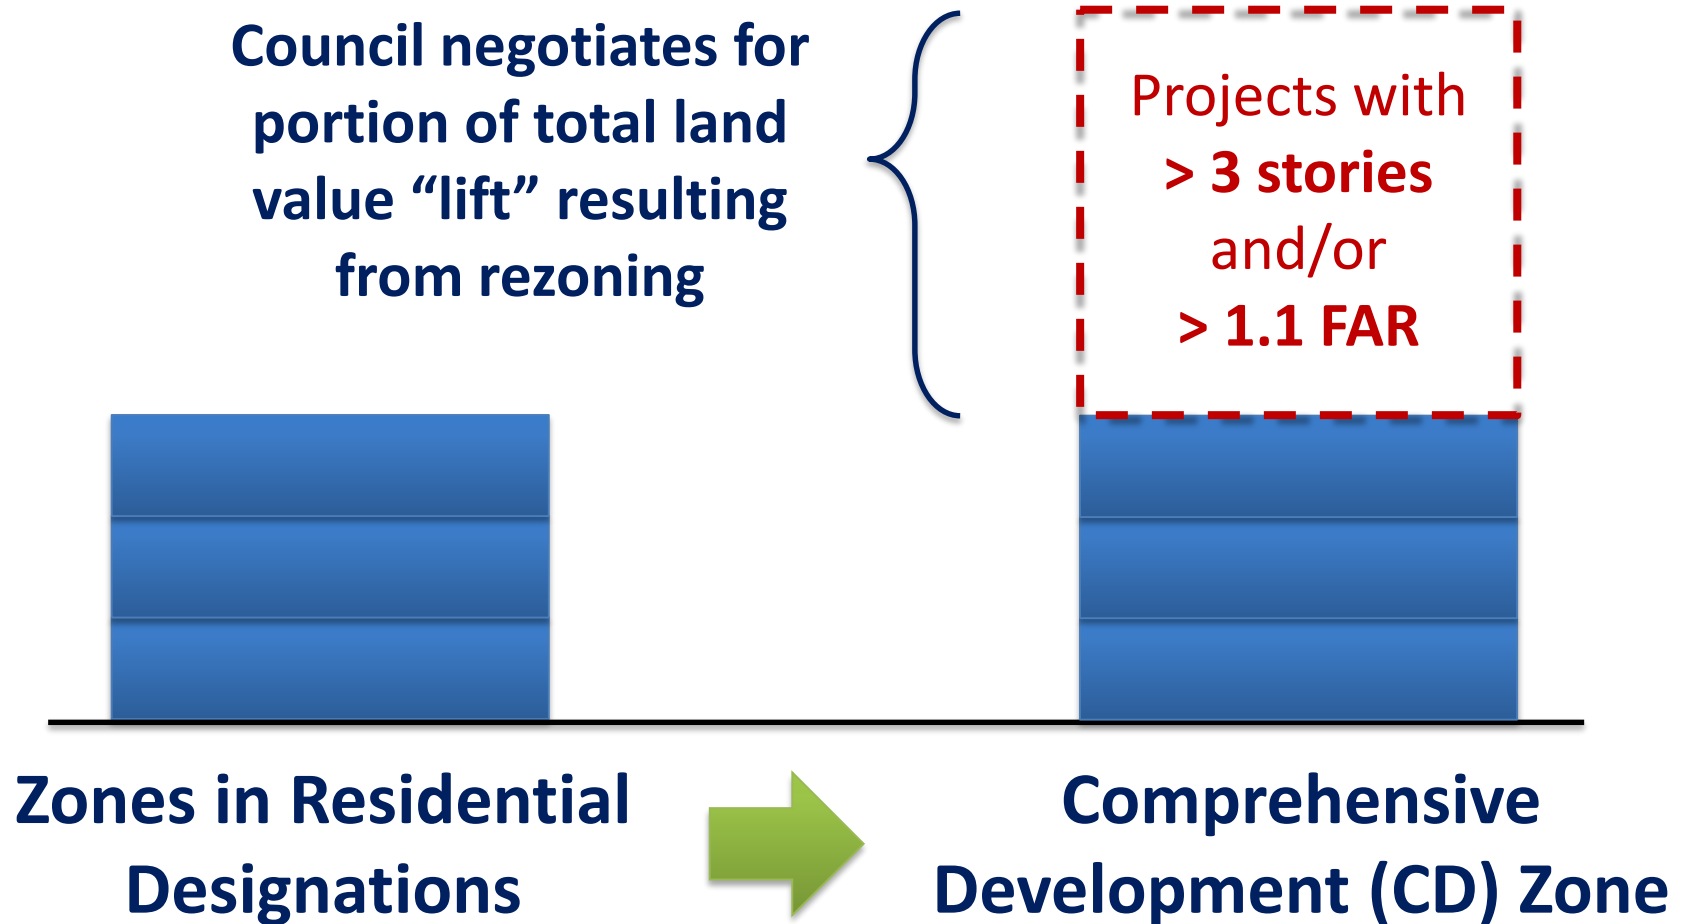 Council negotiates for
portion of total land
value “lift” resulting
from rezoning
Projects with
> 3 stories
and/or
> 1.1 FAR
Zones in Residential
Designations
Comprehensive
Development (CD) Zone